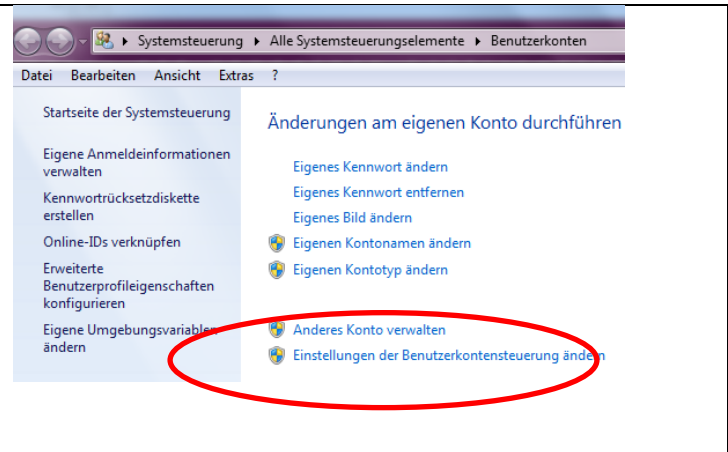 Systemsteuerung ▸ Alle Systemsteuerungselemente ▸ Benutzerkonten
Datei Bearbeiten Ansicht Extras ?
Startseite der Systemsteuerung
Eigene Anmeldeinformationen
verwalten
Kennwortrücksetzdiskette
erstellen
Online-IDs verknüpfen
Erweiterte
Benutzerprofileigenschaften
konfigurieren
Eigene Umgebungsvariablen
ändern
Änderungen am eigenen Konto durchführen
Eigenes Kennwort ändern
Eigenes Kennwort entfernen
Eigenes Bild ändern
Eigenen Kontonamen ändern
Eigenen Kontotyp ändern
Anderes Konto verwalten
Einstellungen der Benutzerkontensteuerung ändern